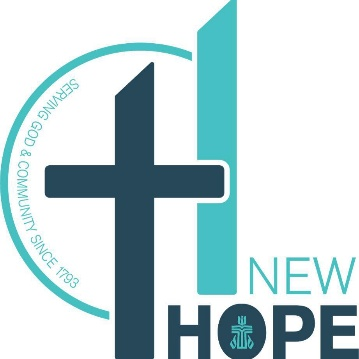 SERVING GOD & COMMUNITY SINCE 1793
NEW
HOPE